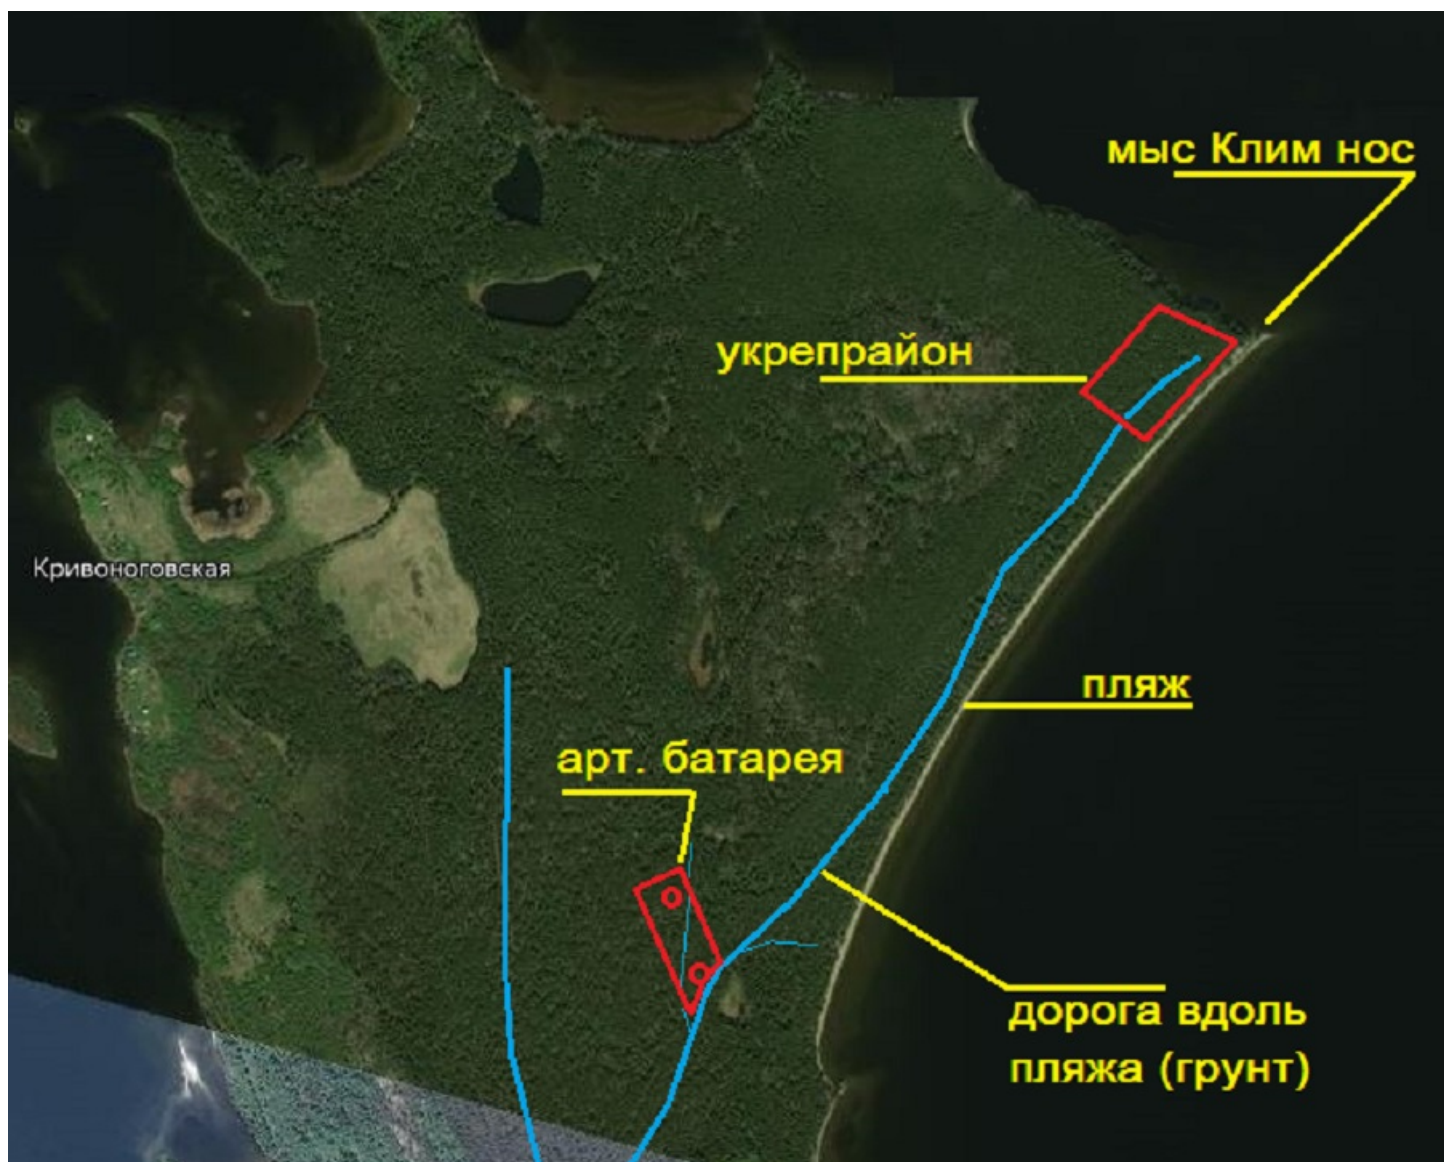 мыс Клим нос
укрепрайон
Кривоноговская
пляж
арт. батарея
дорога вдоль
пляжа (грунт)